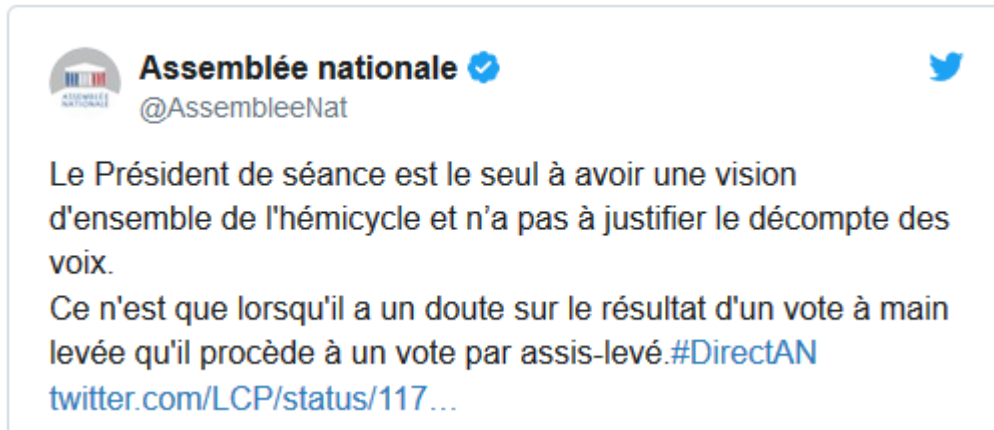 Assemblée nationale
@AssembleeNat
ASSEMBLÉE
NATIONALE
Le Président de séance est le seul à avoir une vision
d'ensemble de l'hémicycle et n’a pas à justifier le décompte des
voix.
Ce n'est que lorsqu'il a un doute sur le résultat d'un vote à main
levée qu'il procède à un vote par assis-levé.#DirectAN
twitter.com/LCP/status/117…